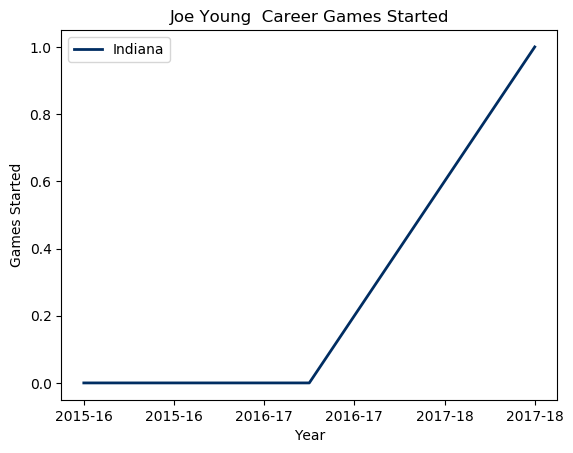 Joe Young  Career Games Started
Indiana
1.0
0.8
0.6
0.4
0.2
0.0
Games Started
2015-16 2015-16 2016-17 2016-17 2017-18 2017-18
Year